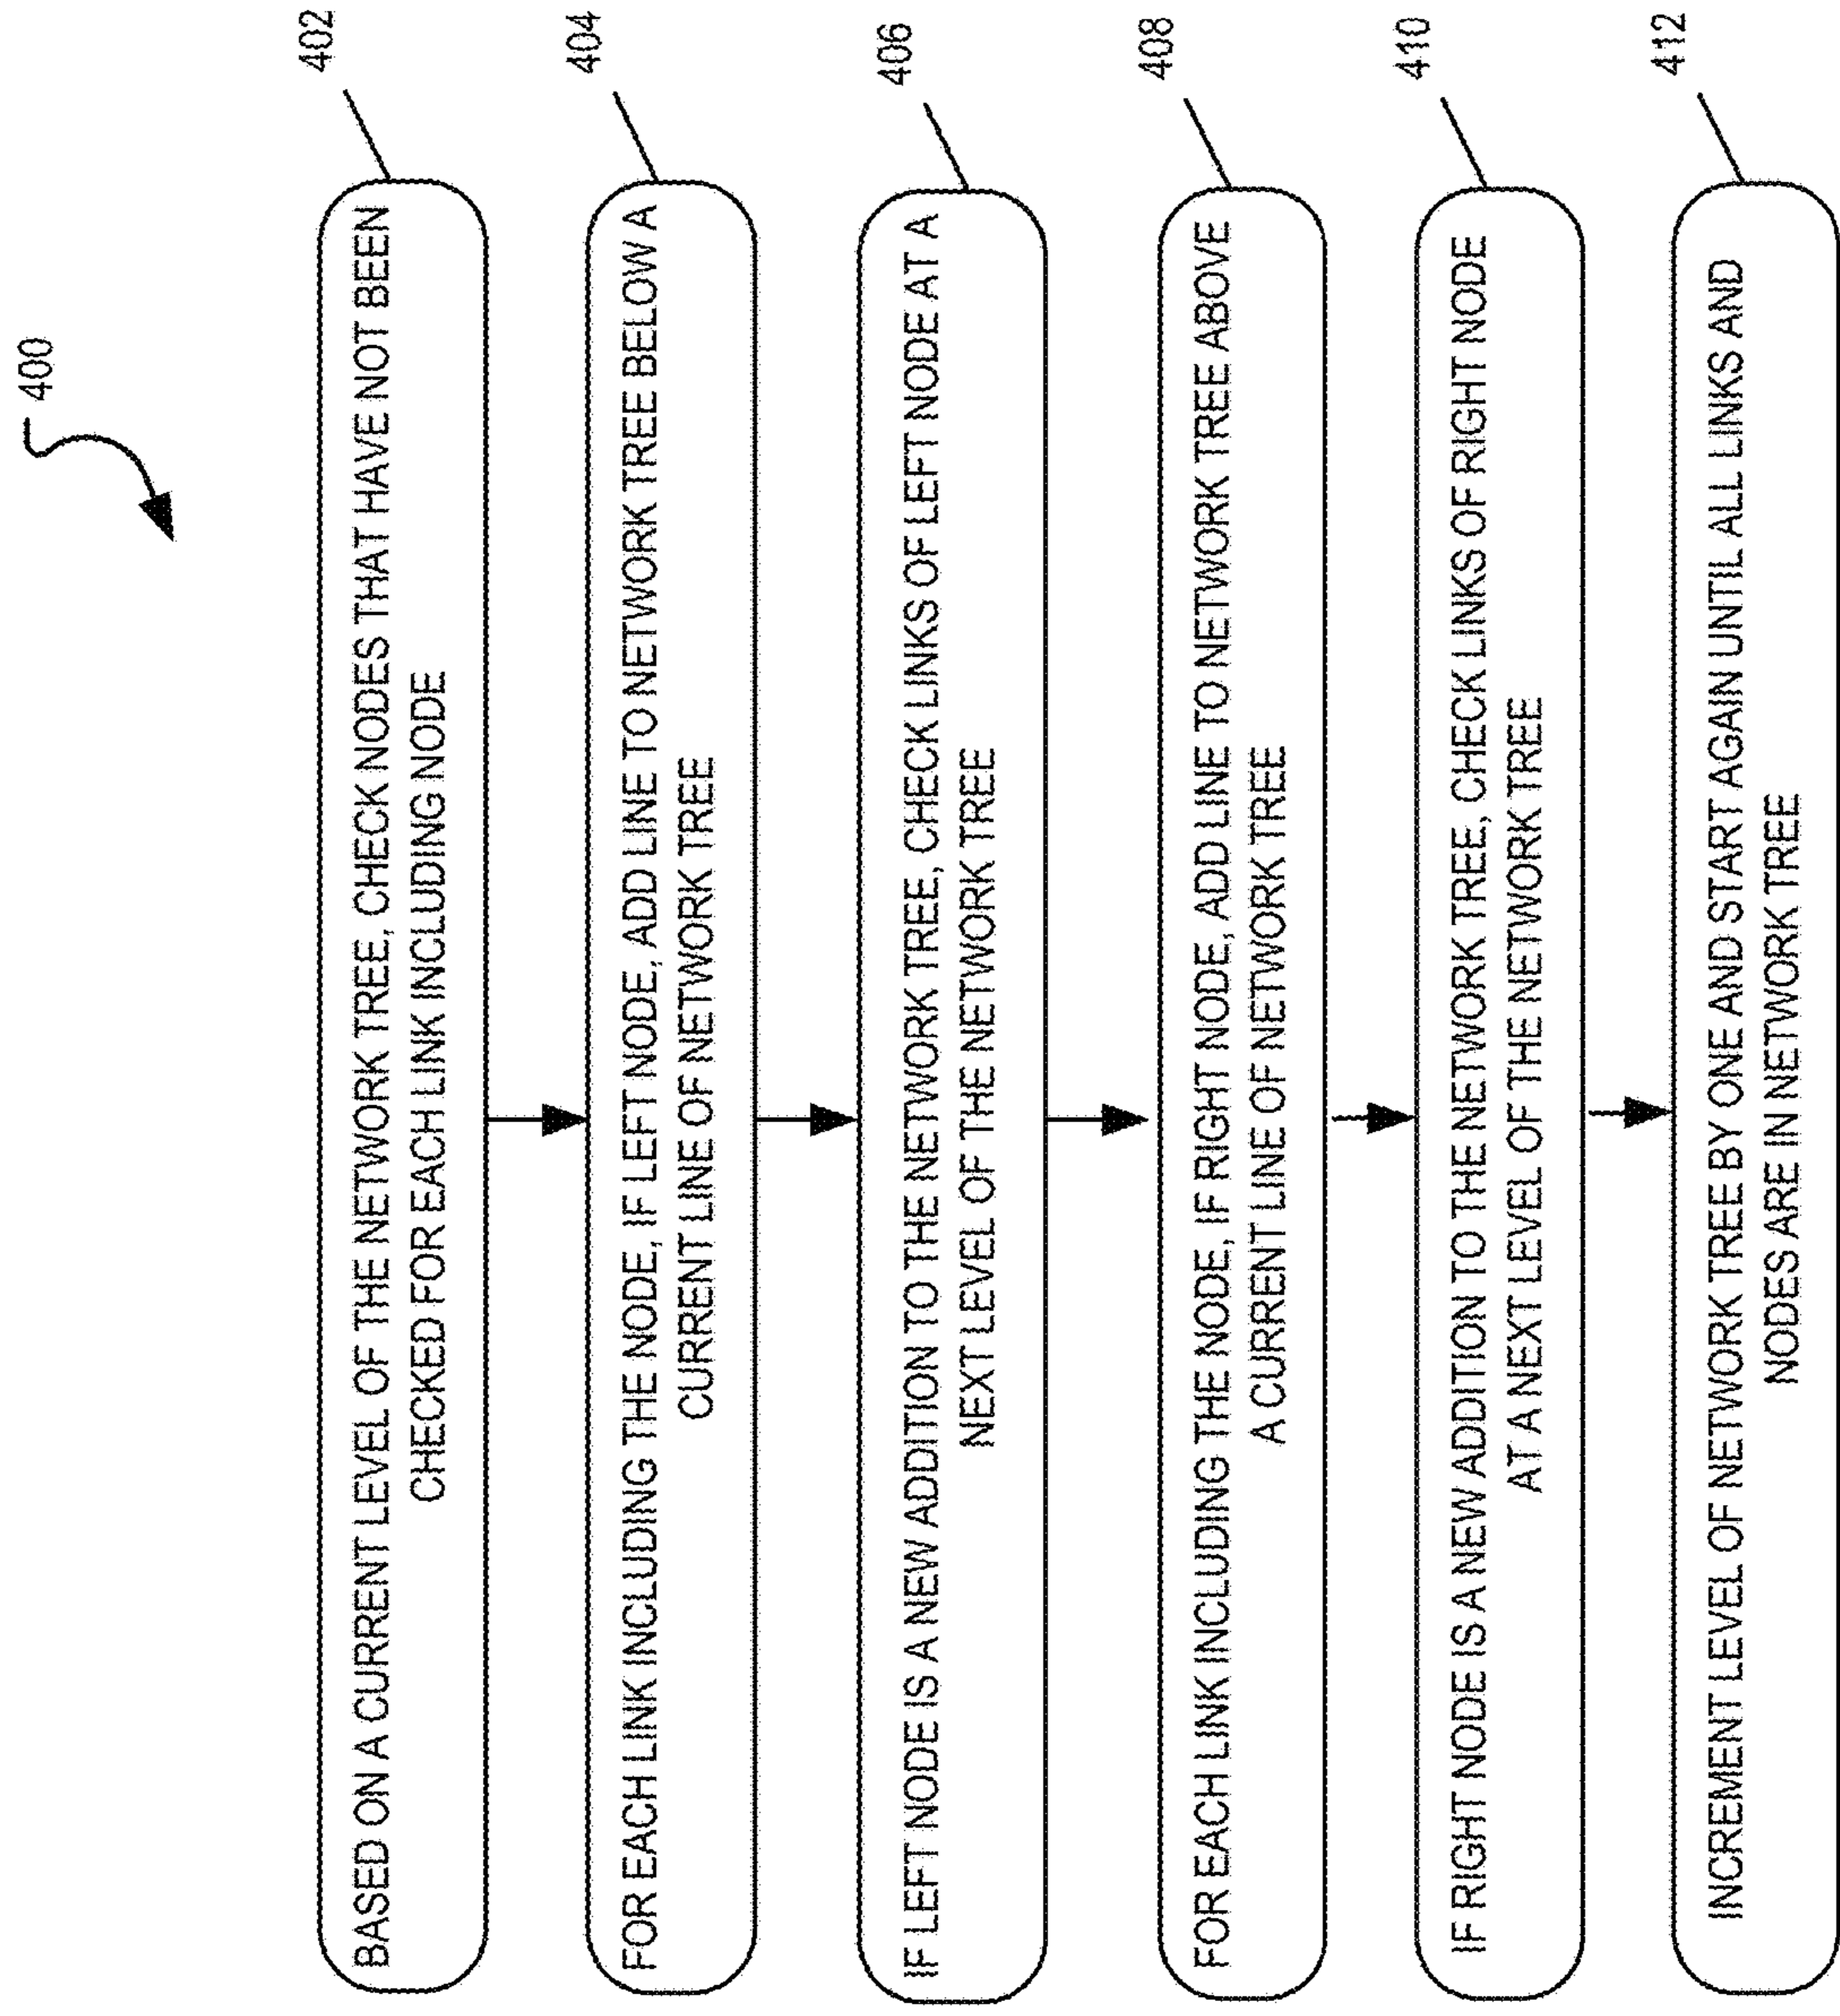 400
402
BASED ON A CURRENT LEVEL OF THE NETWORK TREE, CHECK NODES THAT HAVE NOT BEEN
CHECKED FOR EACH LINK INCLUDING NODE
404
FOR EACH LINK INCLUDING THE NODE, IF LEFT NODE, ADD LINE TO NETWORK TREE BELOW A
CURRENT LINE OF NETWORK TREE
406
IF LEFT NODE IS A NEW ADDITION TO THE NETWORK TREE, CHECK LINKS OF LEFT NODE AT A
NEXT LEVEL OF THE NETWORK TREE
408
FOR EACH LINK INCLUDING THE NODE, IF RIGHT NODE, ADD LINE TO NETWORK TREE ABOVE
A CURRENT LINE OF NETWORK TREE
410
IF RIGHT NODE IS A NEW ADDITION TO THE NETWORK TREE, CHECK LINKS OF RIGHT NODE
AT A NEXT LEVEL OF THE NETWORK TREE
412
INCREMENT LEVEL OF NETWORK TREE BY ONE AND START AGAIN UNTIL ALL LINKS AND
NODES ARE IN NETWORK TREE